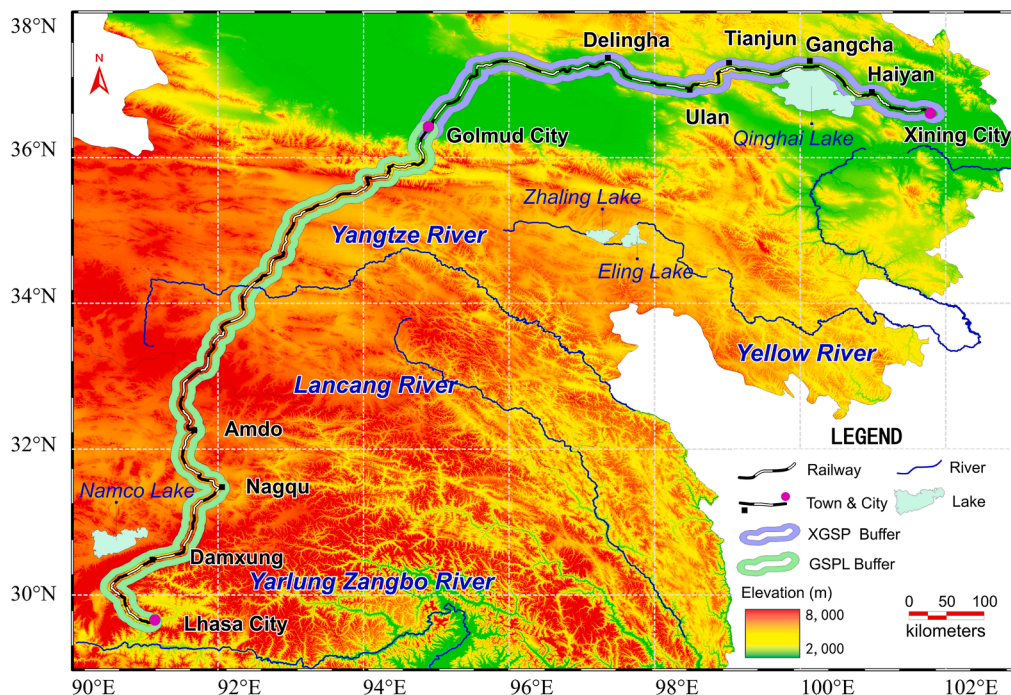 38°N
36°N
34°N
32°N
30°N
90°E
92°E
94°E
96°E
98°E
100°E
102°E
N
Delingha
Tianjun
Gangcha
Haiyan
Ulan
Qinghai Lake
Xining City
Golmud City
Zhaling Lake
Eling Lake
Yangtze River
Yellow River
Lancang River
Amdo
Nagqu
Namco Lake
Damxung
Yarlung Zangbo River
Lhasa City
LEGEND
Railway
River
Town & City
Lake
XGSP Buffer
GSPL Buffer
Elevation (m)
8,000
2,000
0 50 100
kilometers